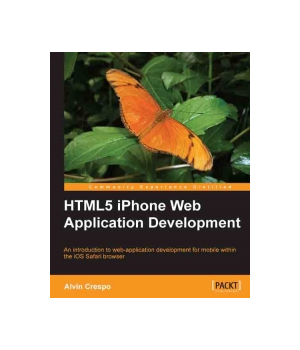 Community Experience Distilled
HTML5 iPhone Web
Application Development
An introduction to web-application development for mobile within
the iOS Safari browser
Alvin Crespo
PACKT
PUBLISHING